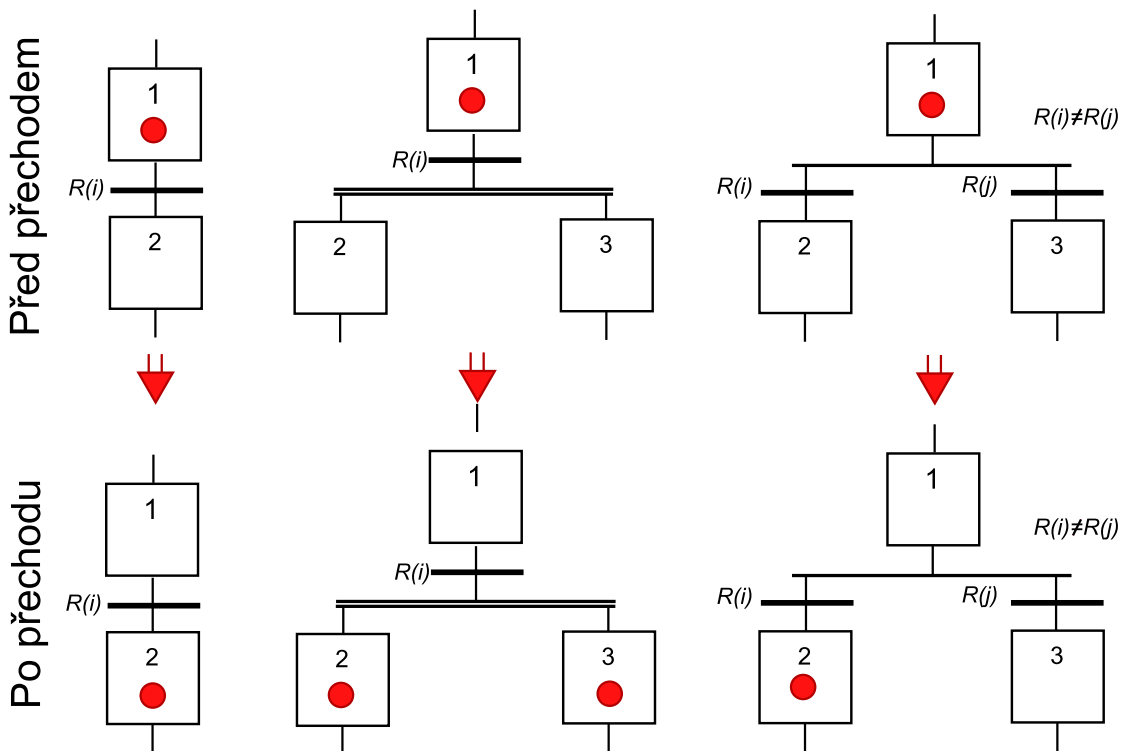 Před přechodem
1
R(i)
2
1
R(i)
2
3
1
R(i)≠R(j)
R(i)
R(j)
2
3
Po přechodu
1
R(i)
2
1
R(i)
2
3
1
R(i)≠R(j)
R(i)
R(j)
2
3